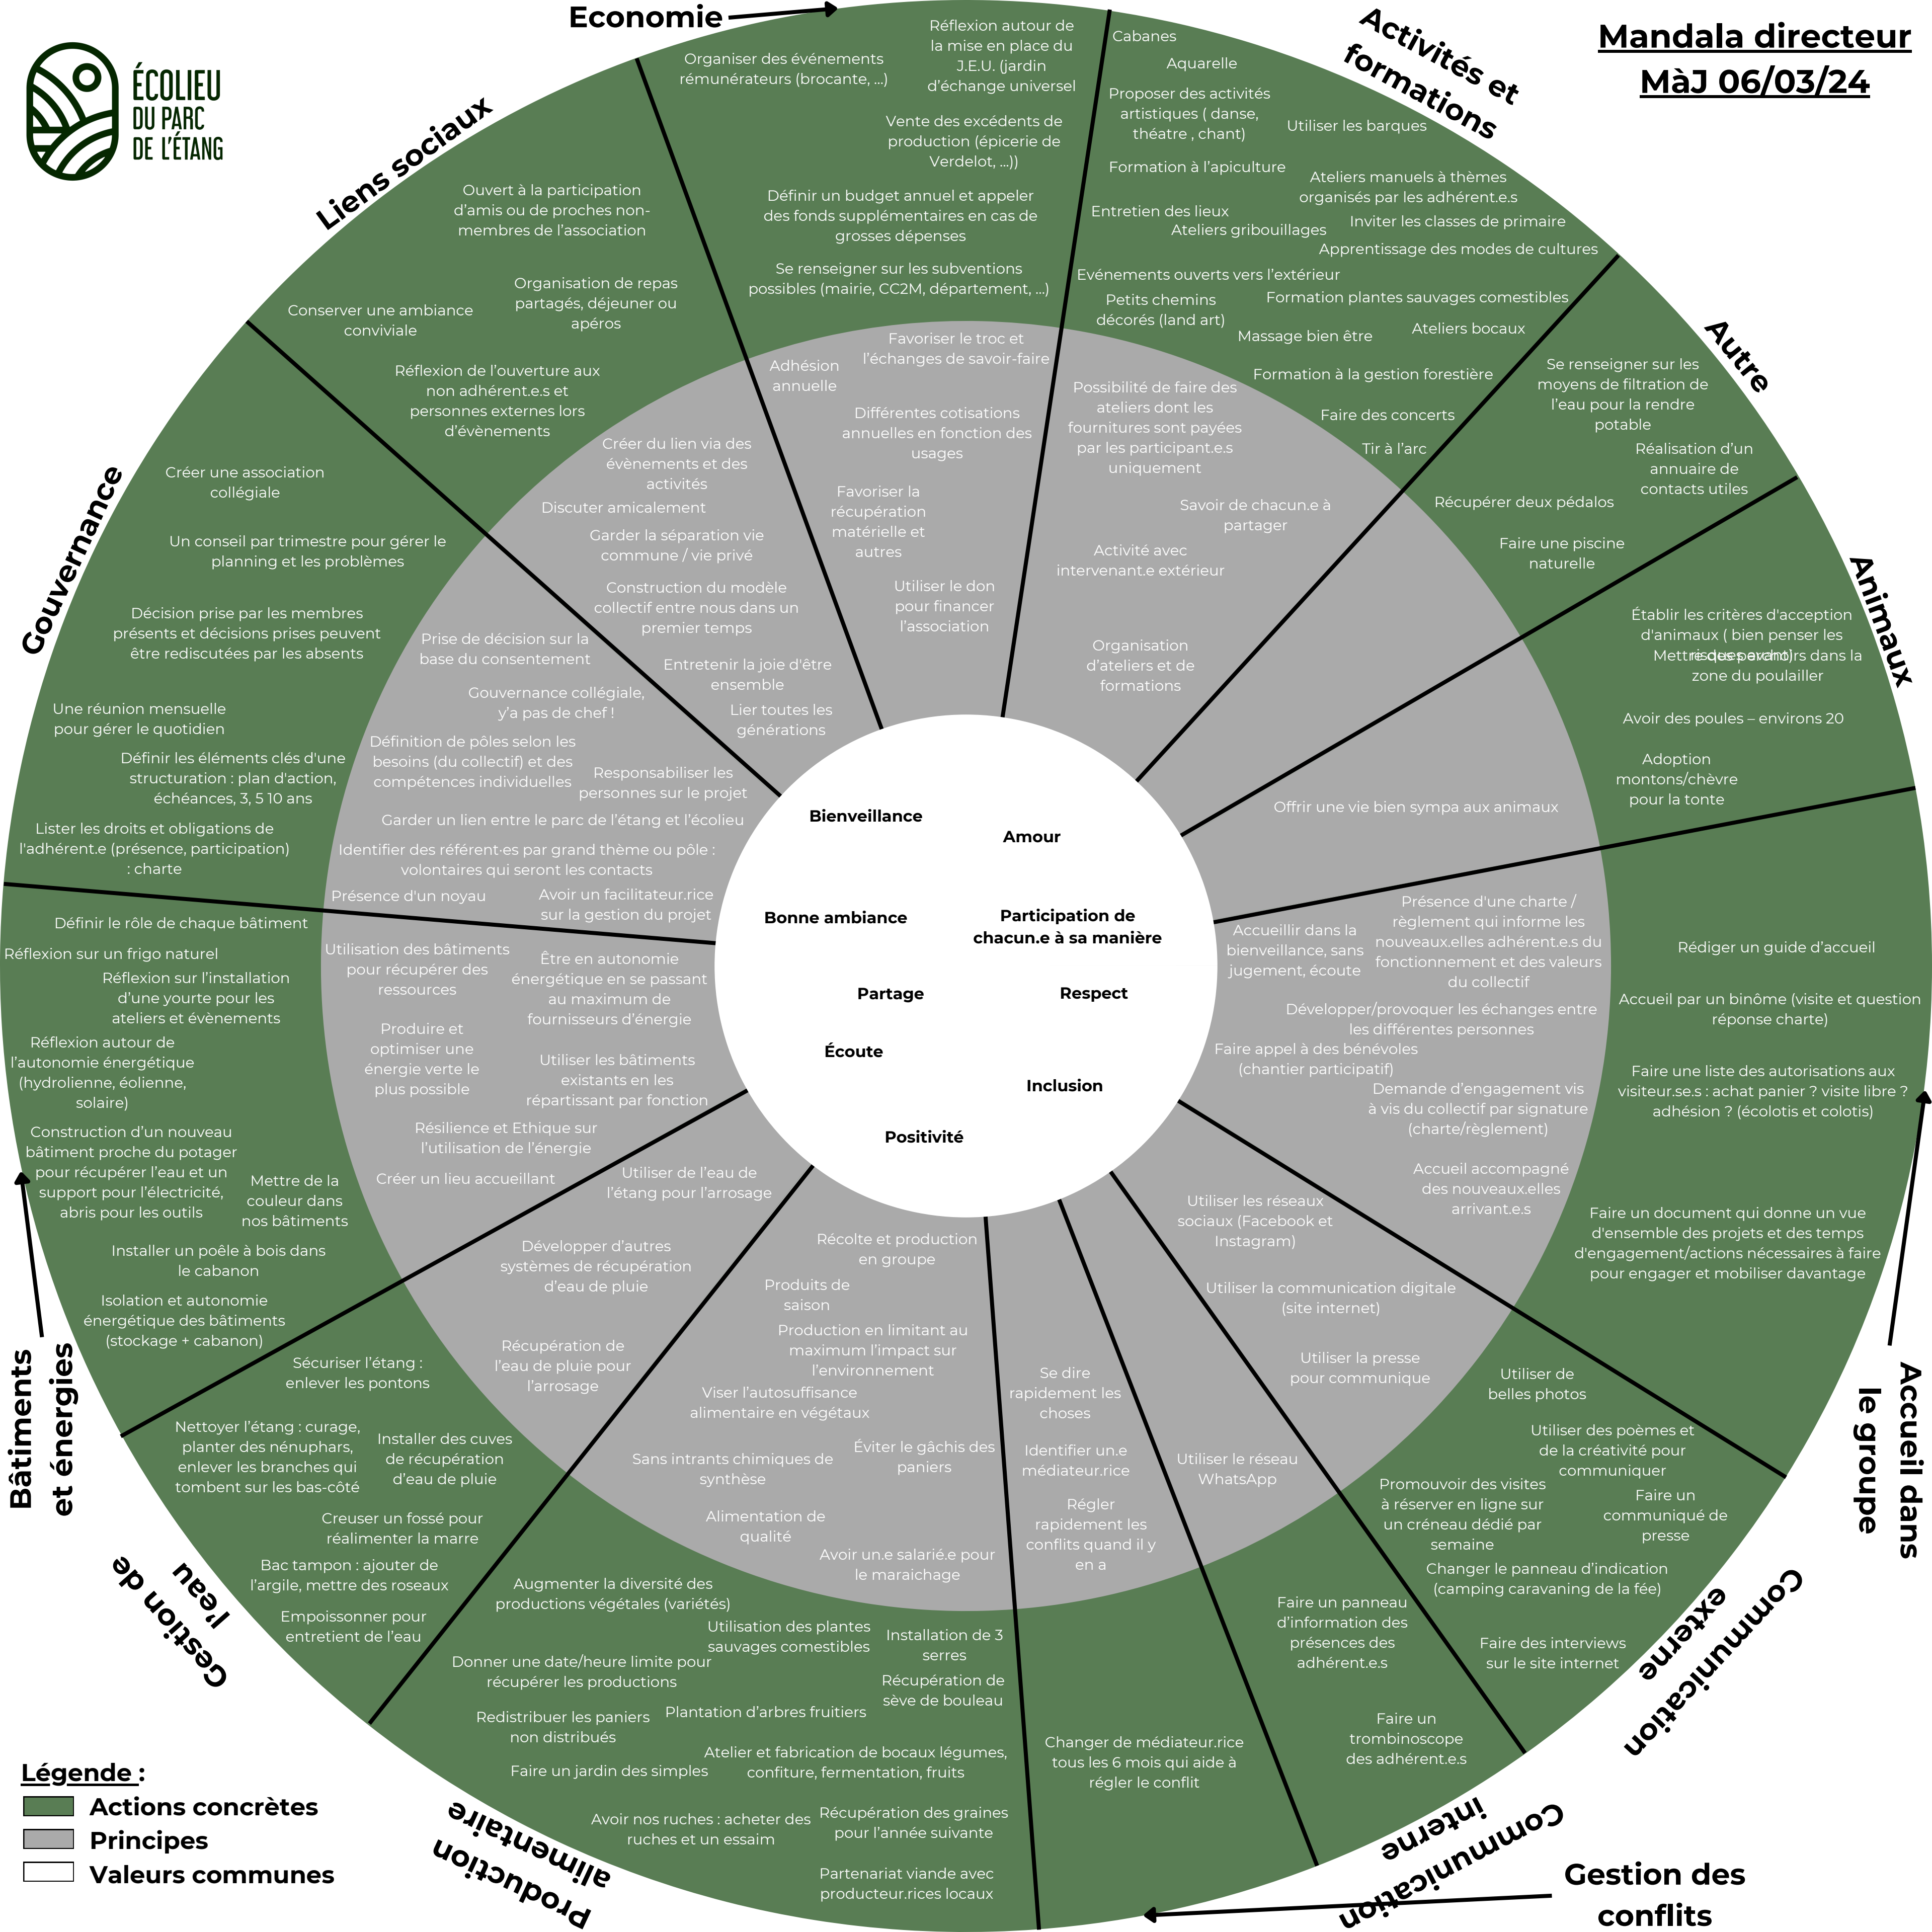 ÉCOLIEU
DU PARC
DE L’ÉTANG
Mandala directeur
MàJ 06/03/24
Economie
Organiser des événements
rémunérateurs (brocante, ...)
Réflexion autour de
la mise en place du
J.E.U. (jardin
d’échange universel
Vente des excédents de
production (épicerie de
Verdelot, ...))
Définir un budget annuel et appeler
des fonds supplémentaires en cas de
grosses dépenses
Se renseigner sur les subventions
possibles (mairie, CC2M, département, ...)
Favoriser le troc et
l’échanges de savoir-faire
Adhésion
annuelle
Différentes cotisations
annuelles en fonction des
usages
Favoriser la
récupération
matérielle et
autres
Utiliser le don
pour financer
l’association
Activités et
formations
Cabanes
Aquarelle
Proposer des activités
artistiques ( danse,
théatre , chant)
Utiliser les barques
Formation à l’apiculture
Ateliers manuels à thèmes
organisés par les adhérent.e.s
Entretien des lieux
Inviter les classes de primaire
Ateliers gribouillages
Apprentissage des modes de cultures
Evénements ouverts vers l’extérieur
Petits chemins
décorés (land art)
Formation plantes sauvages comestibles
Massage bien être
Ateliers bocaux
Formation à la gestion forestière
Faire des concerts
Tir à l’arc
Possibilité de faire des
ateliers dont les
fournitures sont payées
par les participant.e.s
uniquement
Savoir de chacun.e à
partager
Activité avec
intervenant.e extérieur
Organisation
d’ateliers et de
formations
Autre
Se renseigner sur les
moyens de filtration de
l’eau pour la rendre
potable
Réalisation d’un
annuaire de
contacts utiles
Récupérer deux pédalos
Faire une piscine
naturelle
Animaux
Établir les critères d'acception
d'animaux ( bien penser les
risques avant)
Mettre des perchoirs dans la
zone du poulailler
Avoir des poules – environs 20
Adoption
montons/chèvre
pour la tonte
Offrir une vie bien sympa aux animaux
Accueil dans
le groupe
Rédiger un guide d’accueil
Accueil par un binôme (visite et question
réponse charte)
Faire une liste des autorisations aux
visiteur.se.s : achat panier ? visite libre ?
adhésion ? (écolotis et colotis)
Faire un document qui donne un vue
d'ensemble des projets et des temps
d'engagement/actions nécessaires à faire
pour engager et mobiliser davantage
Présence d'une charte /
règlement qui informe les
nouveaux.elles adhérent.e.s du
fonctionnement et des valeurs
du collectif
Accueillir dans la
bienveillance, sans
jugement, écoute
Développer/provoquer les échanges entre
les différentes personnes
Faire appel à des bénévoles
(chantier participatif)
Demande d’engagement vis
à vis du collectif par signature
(charte/règlement)
Accueil accompagné
des nouveaux.elles
arrivant.e.s
Communication
externe
Utiliser les réseaux
sociaux (Facebook et
Instagram)
Utiliser la communication digitale
(site internet)
Utiliser la presse
pour communique
Utiliser de
belles photos
Utiliser des poèmes et
de la créativité pour
communiquer
Promouvoir des visites
à réserver en ligne sur
un créneau dédié par
semaine
Faire un
communiqué de
presse
Changer le panneau d’indication
(camping caravaning de la fée)
Faire des interviews
sur le site internet
Communication
interne
Utiliser le réseau
WhatsApp
Faire un panneau
d’information des
présences des
adhérent.e.s
Faire un
trombinoscope
des adhérent.e.s
Gestion des
conflits
Se dire
rapidement les
choses
Identifier un.e
médiateur.rice
Régler
rapidement les
conflits quand il y
en a
Changer de médiateur.rice
tous les 6 mois qui aide à
régler le conflit
Production
alimentaire
Récolte et production
en groupe
Produits de
saison
Production en limitant au
maximum l’impact sur
l’environnement
Viser l’autosuffisance
alimentaire en végétaux
Sans intrants chimiques de
synthèse
Éviter le gâchis des
paniers
Alimentation de
qualité
Avoir un.e salarié.e pour
le maraichage
Augmenter la diversité des
productions végétales (variétés)
Utilisation des plantes
sauvages comestibles
Installation de 3
serres
Donner une date/heure limite pour
récupérer les productions
Récupération de
sève de bouleau
Redistribuer les paniers
non distribués
Plantation d’arbres fruitiers
Atelier et fabrication de bocaux légumes,
confiture, fermentation, fruits
Faire un jardin des simples
Avoir nos ruches : acheter des
ruches et un essaim
Récupération des graines
pour l’année suivante
Partenariat viande avec
producteur.rices locaux
Gestion de
l’eau
Utiliser de l’eau de
l’étang pour l’arrosage
Développer d’autres
systèmes de récupération
d’eau de pluie
Récupération de
l’eau de pluie pour
l’arrosage
Sécuriser l’étang :
enlever les pontons
Nettoyer l’étang : curage,
planter des nénuphars,
enlever les branches qui
tombent sur les bas-côté
Installer des cuves
de récupération
d’eau de pluie
Creuser un fossé pour
réalimenter la marre
Bac tampon : ajouter de
l’argile, mettre des roseaux
Empoissonner pour
entretient de l’eau
Bâtiments
et énergies
Définir le rôle de chaque bâtiment
Réflexion sur un frigo naturel
Réflexion sur l’installation
d’une yourte pour les
ateliers et évènements
Réflexion autour de
l’autonomie énergétique
(hydrolienne, éolienne,
solaire)
Construction d’un nouveau
bâtiment proche du potager
pour récupérer l’eau et un
support pour l’électricité,
abris pour les outils
Mettre de la
couleur dans
nos bâtiments
Installer un poêle à bois dans
le cabanon
Isolation et autonomie
énergétique des bâtiments
(stockage + cabanon)
Utilisation des bâtiments
pour récupérer des
ressources
Être en autonomie
énergétique en se passant
au maximum de
fournisseurs d’énergie
Produire et
optimiser une
énergie verte le
plus possible
Utiliser les bâtiments
existants en les
répartissant par fonction
Résilience et Ethique sur
l’utilisation de l’énergie
Créer un lieu accueillant
Gouvernance
Créer une association
collégiale
Un conseil par trimestre pour gérer le
planning et les problèmes
Décision prise par les membres
présents et décisions prises peuvent
être rediscutées par les absents
Une réunion mensuelle
pour gérer le quotidien
Définir les éléments clés d'une
structuration : plan d'action,
échéances, 3, 5 10 ans
Lister les droits et obligations de
l'adhérent.e (présence, participation)
: charte
Prise de décision sur la
base du consentement
Gouvernance collégiale,
y’a pas de chef !
Définition de pôles selon les
besoins (du collectif) et des
compétences individuelles
Responsabiliser les
personnes sur le projet
Garder un lien entre le parc de l’étang et l’écolieu
Identifier des référent·es par grand thème ou pôle :
volontaires qui seront les contacts
Présence d'un noyau
Avoir un facilitateur.rice
sur la gestion du projet
Liens sociaux
Ouvert à la participation
d’amis ou de proches non-
membres de l’association
Organisation de repas
partagés, déjeuner ou
apéros
Conserver une ambiance
conviviale
Réflexion de l’ouverture aux
non adhérent.e.s et
personnes externes lors
d’évènements
Créer du lien via des
évènements et des
activités
Discuter amicalement
Garder la séparation vie
commune / vie privé
Construction du modèle
collectif entre nous dans un
premier temps
Entretenir la joie d'être
ensemble
Lier toutes les
générations
Bienveillance
Amour
Bonne ambiance
Participation de
chacun.e à sa manière
Partage
Respect
Écoute
Inclusion
Positivité
Légende :
Actions concrètes
Principes
Valeurs communes